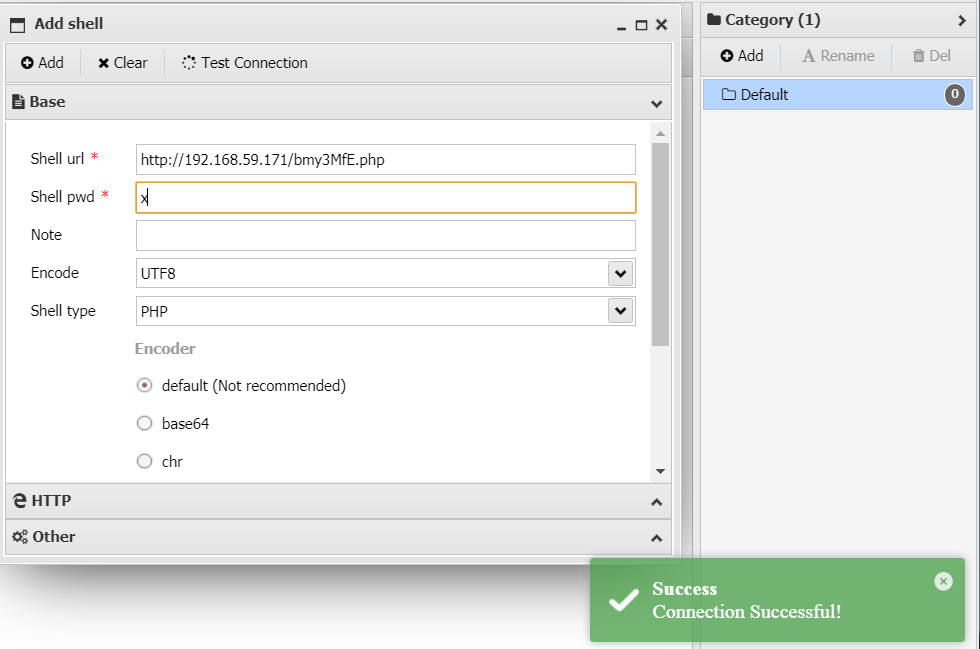 Add shell
Add Clear Test Connection
Base
Shell url * http://192.168.59.171/bmy3MfE.php
Shell pwd * x
Note
Encode UTF8
Shell type PHP
Encoder
default (Not recommended)
base64
chr
HTTP
Other
Category (1)
Add Rename Del
Default 0
Success
Connection Successful!